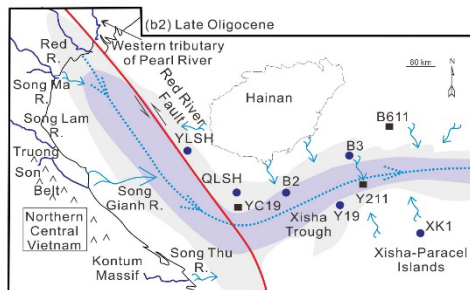 (b2) Late Oligocene
Red
R.
Western tributary
of Pearl River
Song Ma
R.
Song Lam
R.
Truong
Son
Belt
Northern
Central
Vietnam
Kontum
Massif
Song
Gianh R.
Song Thu
R.
Red River
Fault
YLSH
QLSH
YC19
Hainan
B2
B3
B611
Y211
Y19
Xisha
Trough
XK1
Xisha-Paracel
Islands
60 km
N